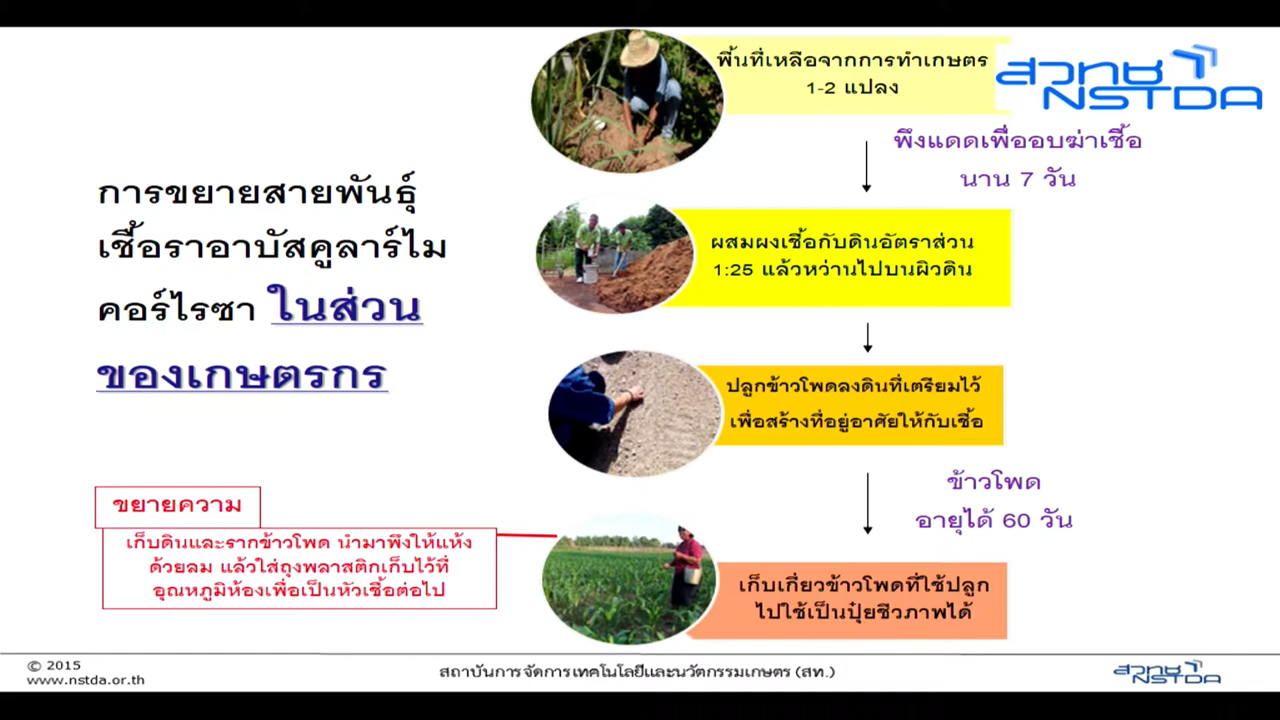 การขยายสายพันธุ์
เชื้อราอาบัสคูลาร์ไม
คอร์ไรซา ในส่วน
ของเกษตรกร
พื้นที่เหลือจากการทำเกษตร
1-2 แปลง
สวทช
NSTDA
พึงแดดเพื่ออบฆ่าเชื้อ
นาน 7 วัน
ผสมผงเชื้อกับดินอัตราส่วน
1:25 แล้วหว่านไปบนผิวดิน
ปลูกข้าวโพดลงดินที่เตรียมไว้
เพื่อสร้างที่อยู่อาศัยให้กับเชื้อ
ข้าวโพด
อายุได้ 60 วัน
เก็บเกี่ยวข้าวโพดที่ใช้ปลูก
ไปใช้เป็นปุ๋ยชีวภาพได้
ขยายความ
เก็บดินและรากข้าวโพด นำมาพึงให้แห้ง
ด้วยลม แล้วใส่ถุงพลาสติกเก็บไว้ที่
อุณหภูมิห้องเพื่อเป็นหัวเชื้อต่อไป
© 2015
www.nstda.or.th
สถาบันการจัดการเทคโนโลยีและนวัตกรรมเกษตร (สท.)
สวทช
NSTDA